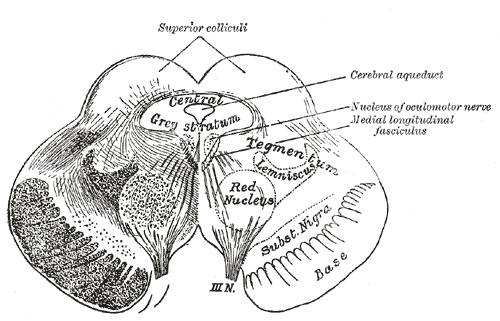 Superior colliculi
Cerebral aqueduct
Central
Grey stratum
Nucleus of oculomotor nerve
Medial longitudinal
fasciculus
Tegmentum
Lemniscus
Red
Nucleus
Subst. Nigra
Base
III N.